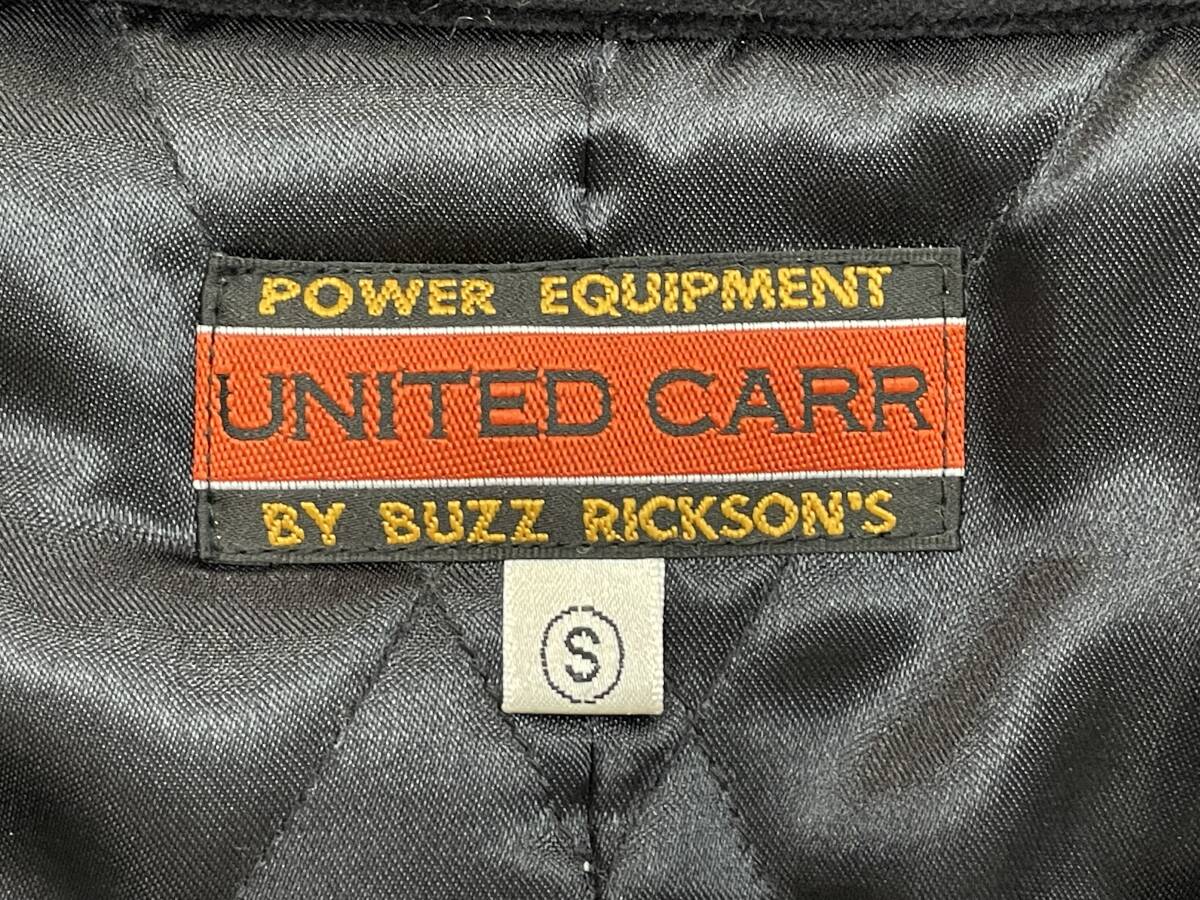 POWER EQUIPMENT
UNITED CARR
BY BUZZ RICKSON'S
S